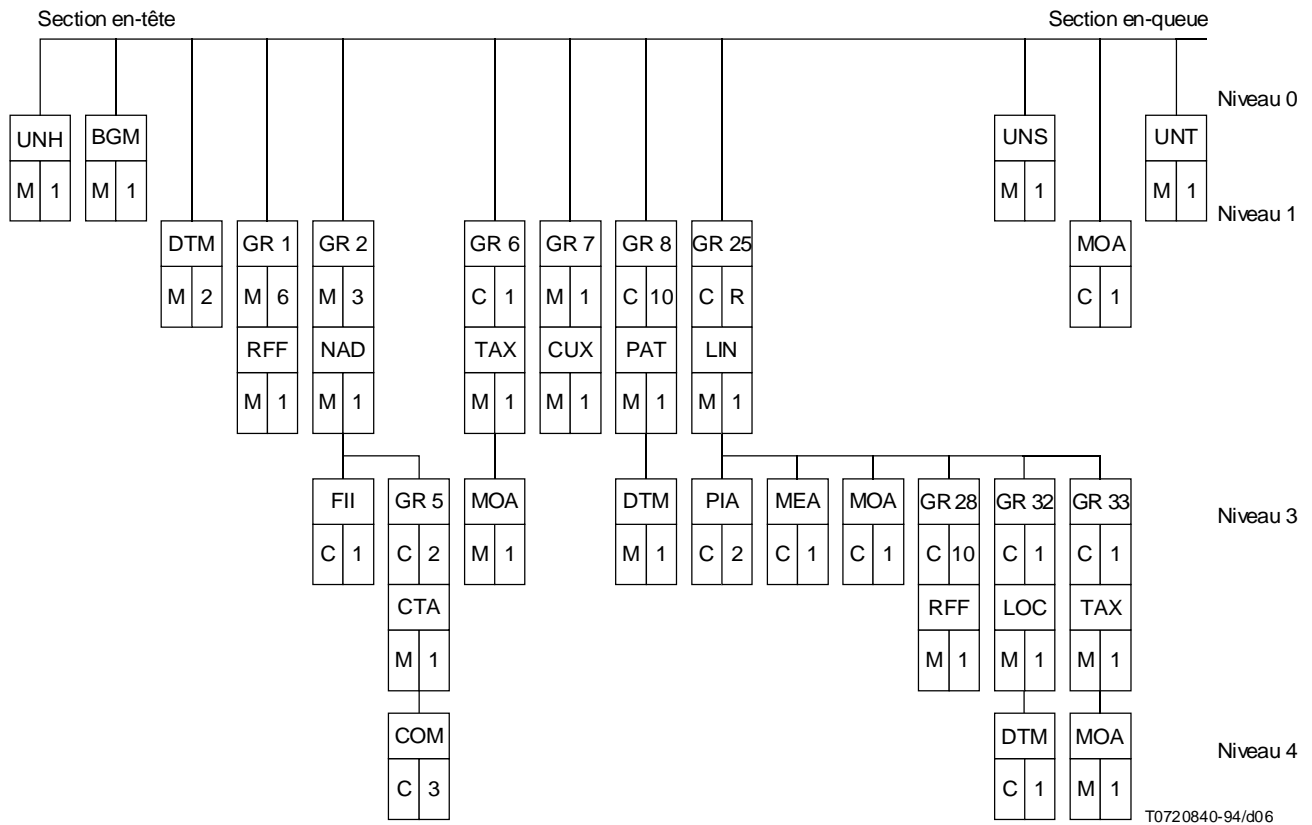 Section en-tête Section en-queue
Niveau 0
UNH BGM UNS UNT
M 1 M 1 M 1 M 1
Niveau 1
DTM GR 1 GR 2 GR 6 GR 7 GR 8 GR 25 MOA
M 2 M 6 M 3 C 1 M 1 C 10 C R C 1
RFF NAD TAX CUX PAT LIN
M 1 M 1 M 1 M 1 M 1 M 1
FII GR 5 MOA DTM PIA MEA MOA GR 28 GR 32 GR 33 Niveau 3
C 1 C 2 M 1 M 1 C 2 C 1 C 1 C 10 C 1 C 1
CTA RFF LOC TAX
M 1 M 1 M 1 M 1
COM DTM MOA Niveau 4
C 3 C 1 M 1
T0720840-94/d06